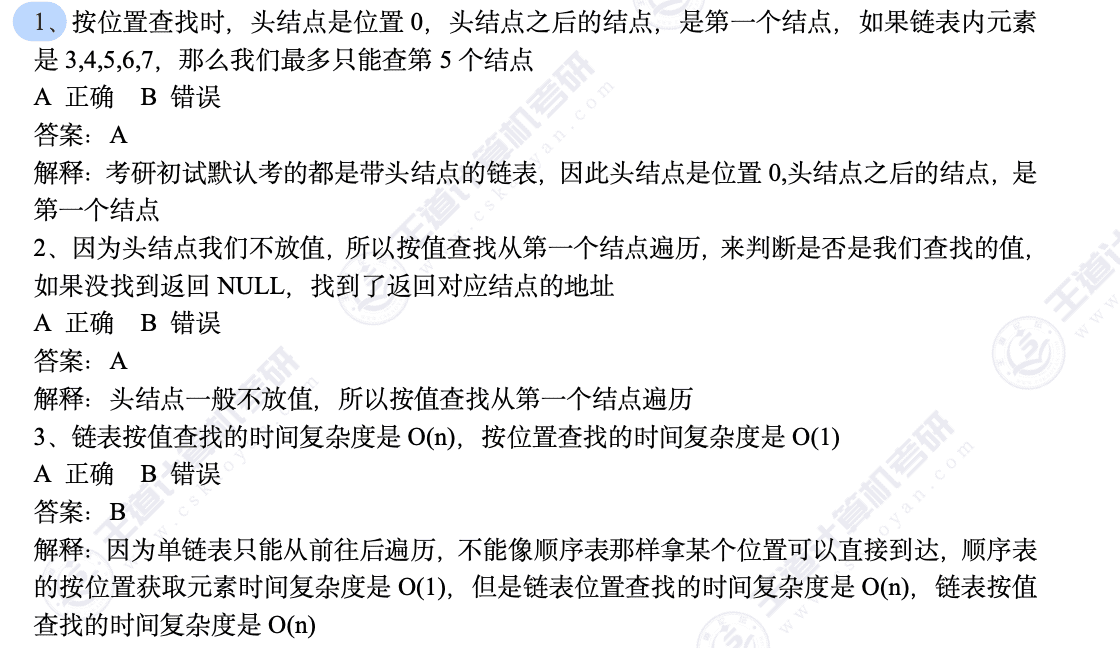 1、按位置查找时，头结点是位置 0，头结点之后的结点，是第一个结点，如果链表内元素
是 3,4,5,6,7，那么我们最多只能查第 5 个结点
A 正确 B 错误
答案：A
解释：考研初试默认考的都是带头结点的链表，因此头结点是位置 0,头结点之后的结点，是
第一个结点
2、因为头结点我们不放值，所以按值查找从第一个结点遍历，来判断是否是我们查找的值，
如果没找到返回 NULL，找到了返回对应结点的地址
A 正确 B 错误
答案：A
解释：头结点一般不放值，所以按值查找从第一个结点遍历
3、链表按值查找的时间复杂度是 O(n)，按位置查找的时间复杂度是 O(1)
A 正确 B 错误
答案：B
解释：因为单链表只能从前往后遍历，不能像顺序表那样拿某个位置可以直接到达，顺序表
的按位置获取元素时间复杂度是 O(1)，但是链表位置查找的时间复杂度是 O(n)，链表按值
查找的时间复杂度是 O(n)